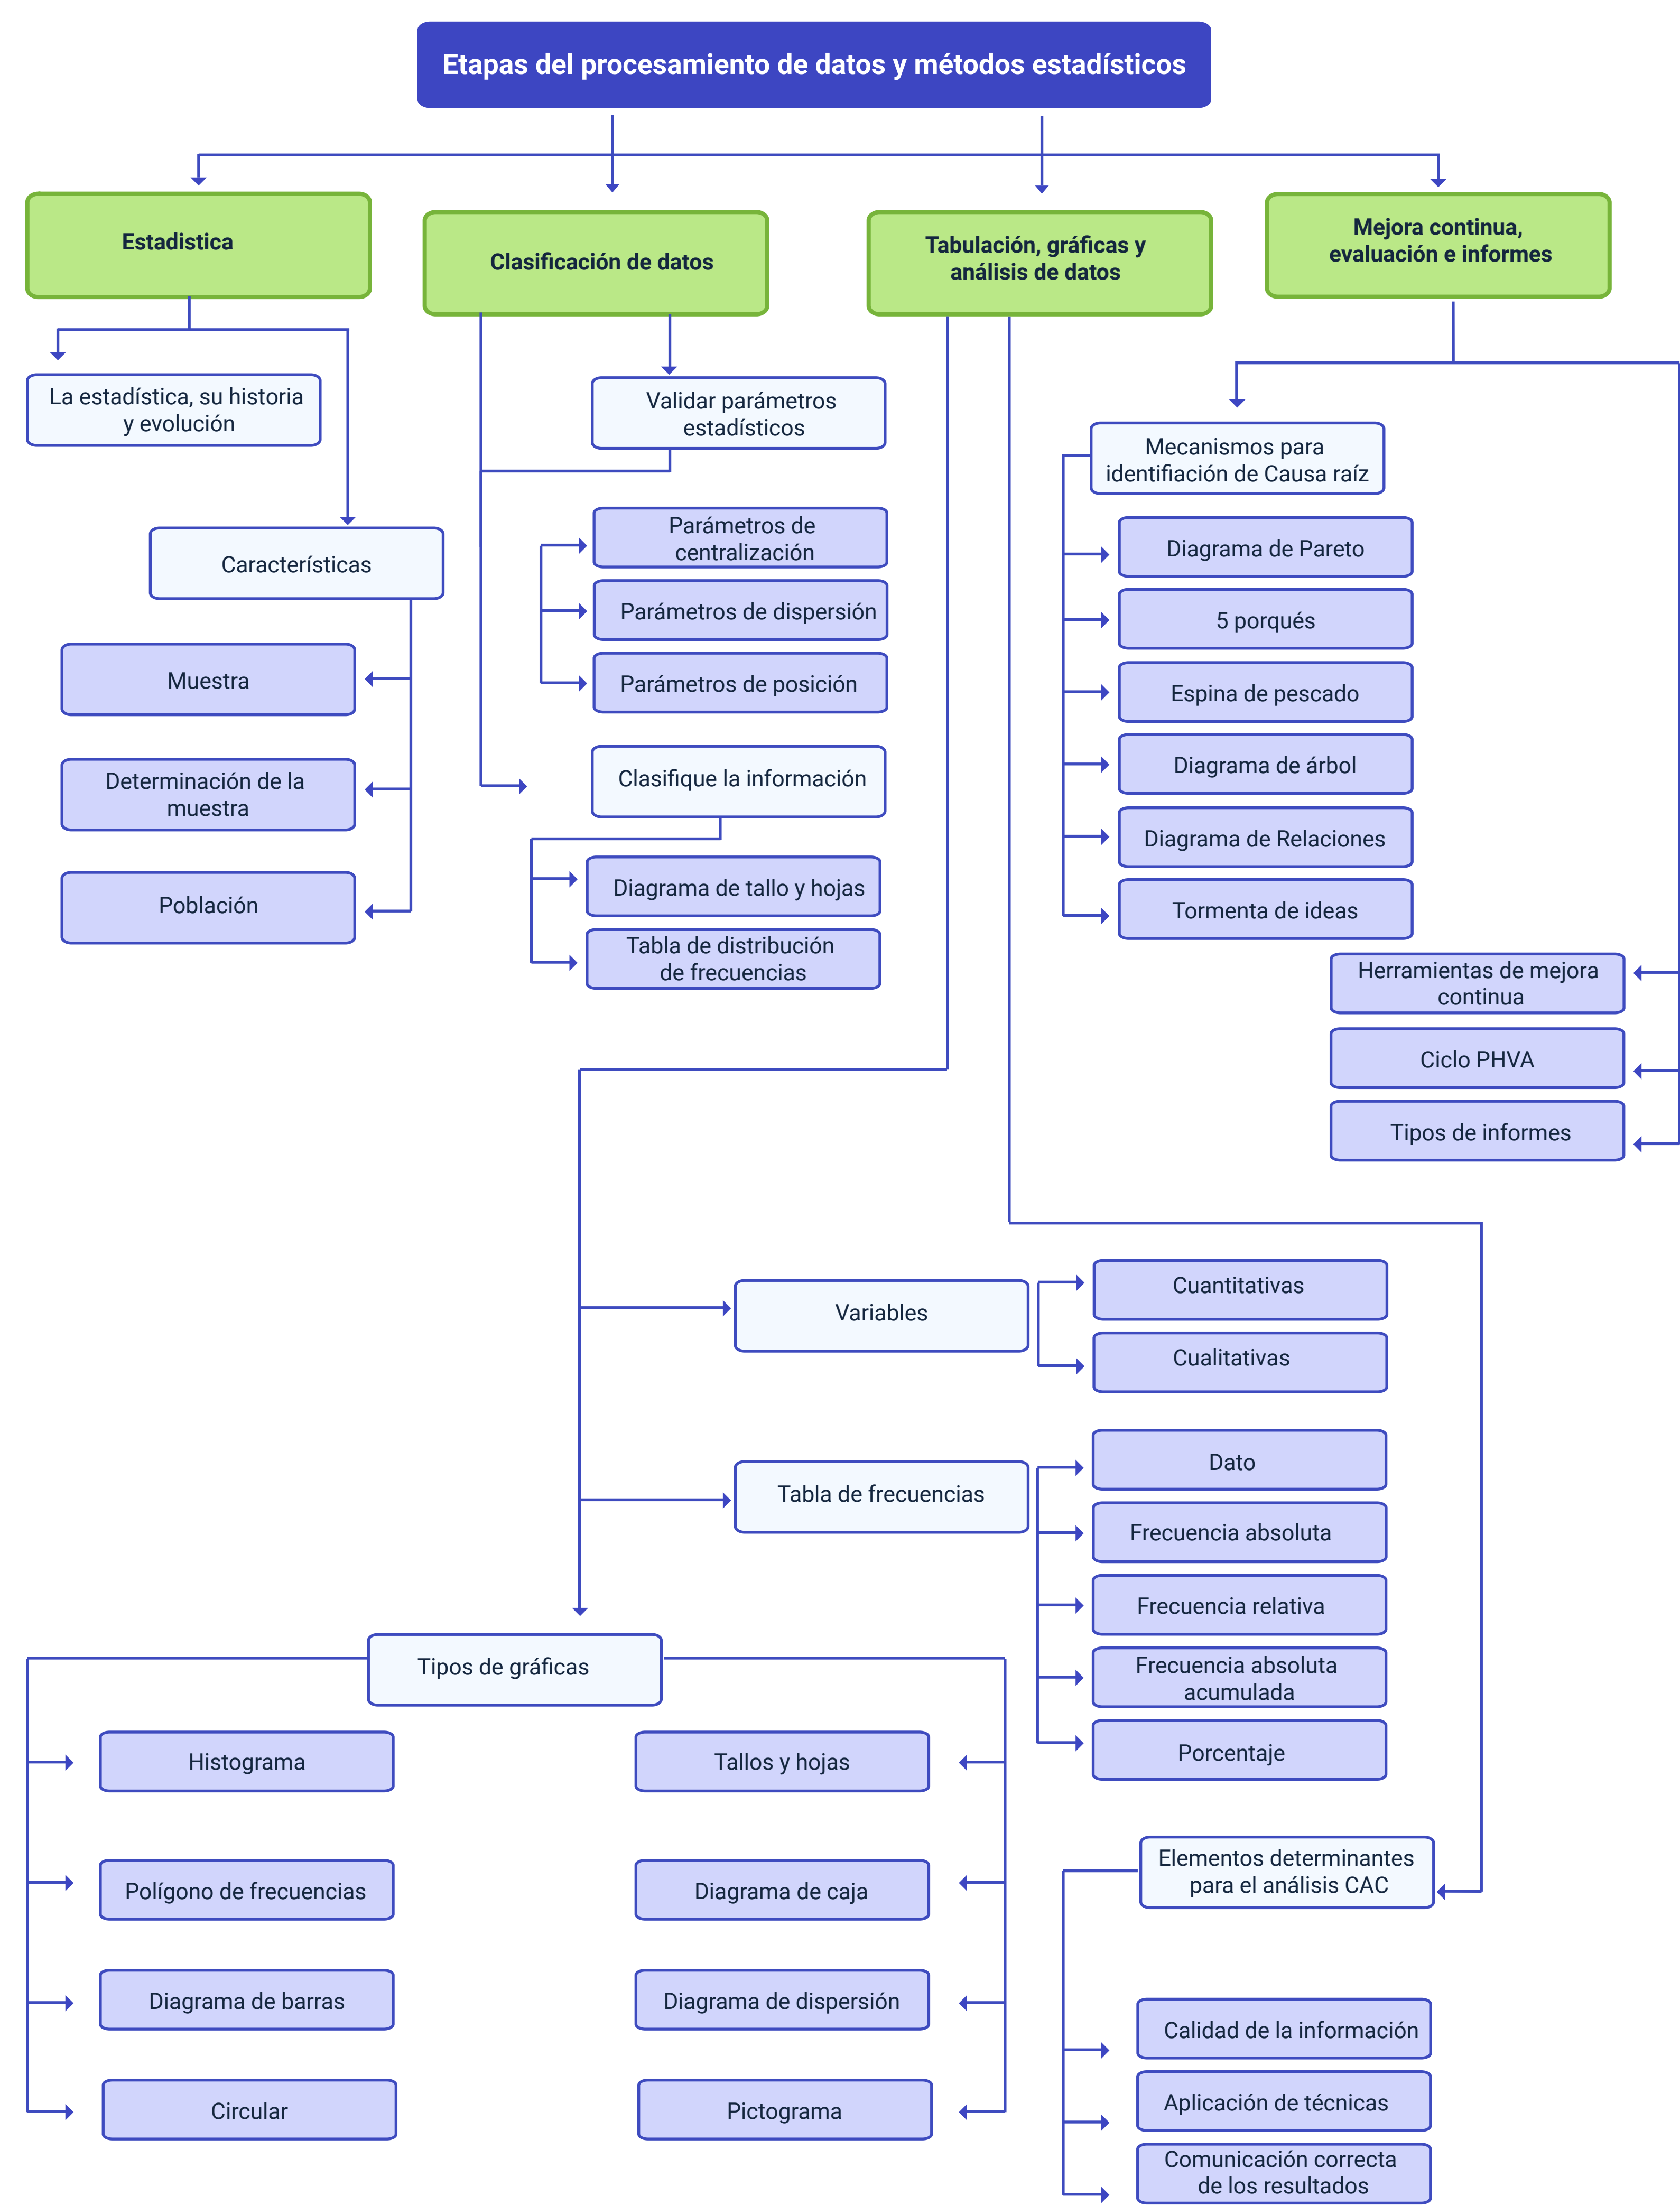 Etapas del procesamiento de datos y métodos estadísticos
Estadistica
La estadística, su historia
y evolución
Características
Muestra
Determinación de la
muestra
Población
Clasificación de datos
Validar parámetros
estadísticos
Parámetros de
centralización
Parámetros de dispersión
Parámetros de posición
Clasifique la información
Diagrama de tallo y hojas
Tabla de distribución
de frecuencias
Tabulación, gráficas y
análisis de datos
Mejora continua,
evaluación e informes
Mecanismos para
identifiación de Causa raíz
Diagrama de Pareto
5 porqués
Espina de pescado
Diagrama de árbol
Diagrama de Relaciones
Tormenta de ideas
Herramientas de mejora
continua
Ciclo PHVA
Tipos de informes
Variables
Cuantitativas
Cualitativas
Tabla de frecuencias
Dato
Frecuencia absoluta
Frecuencia relativa
Frecuencia absoluta
acumulada
Porcentaje
Tipos de gráficas
Histograma
Polígono de frecuencias
Diagrama de barras
Circular
Tallos y hojas
Diagrama de caja
Diagrama de dispersión
Pictograma
Elementos determinantes
para el análisis CAC
Calidad de la información
Aplicación de técnicas
Comunicación correcta
de los resultados